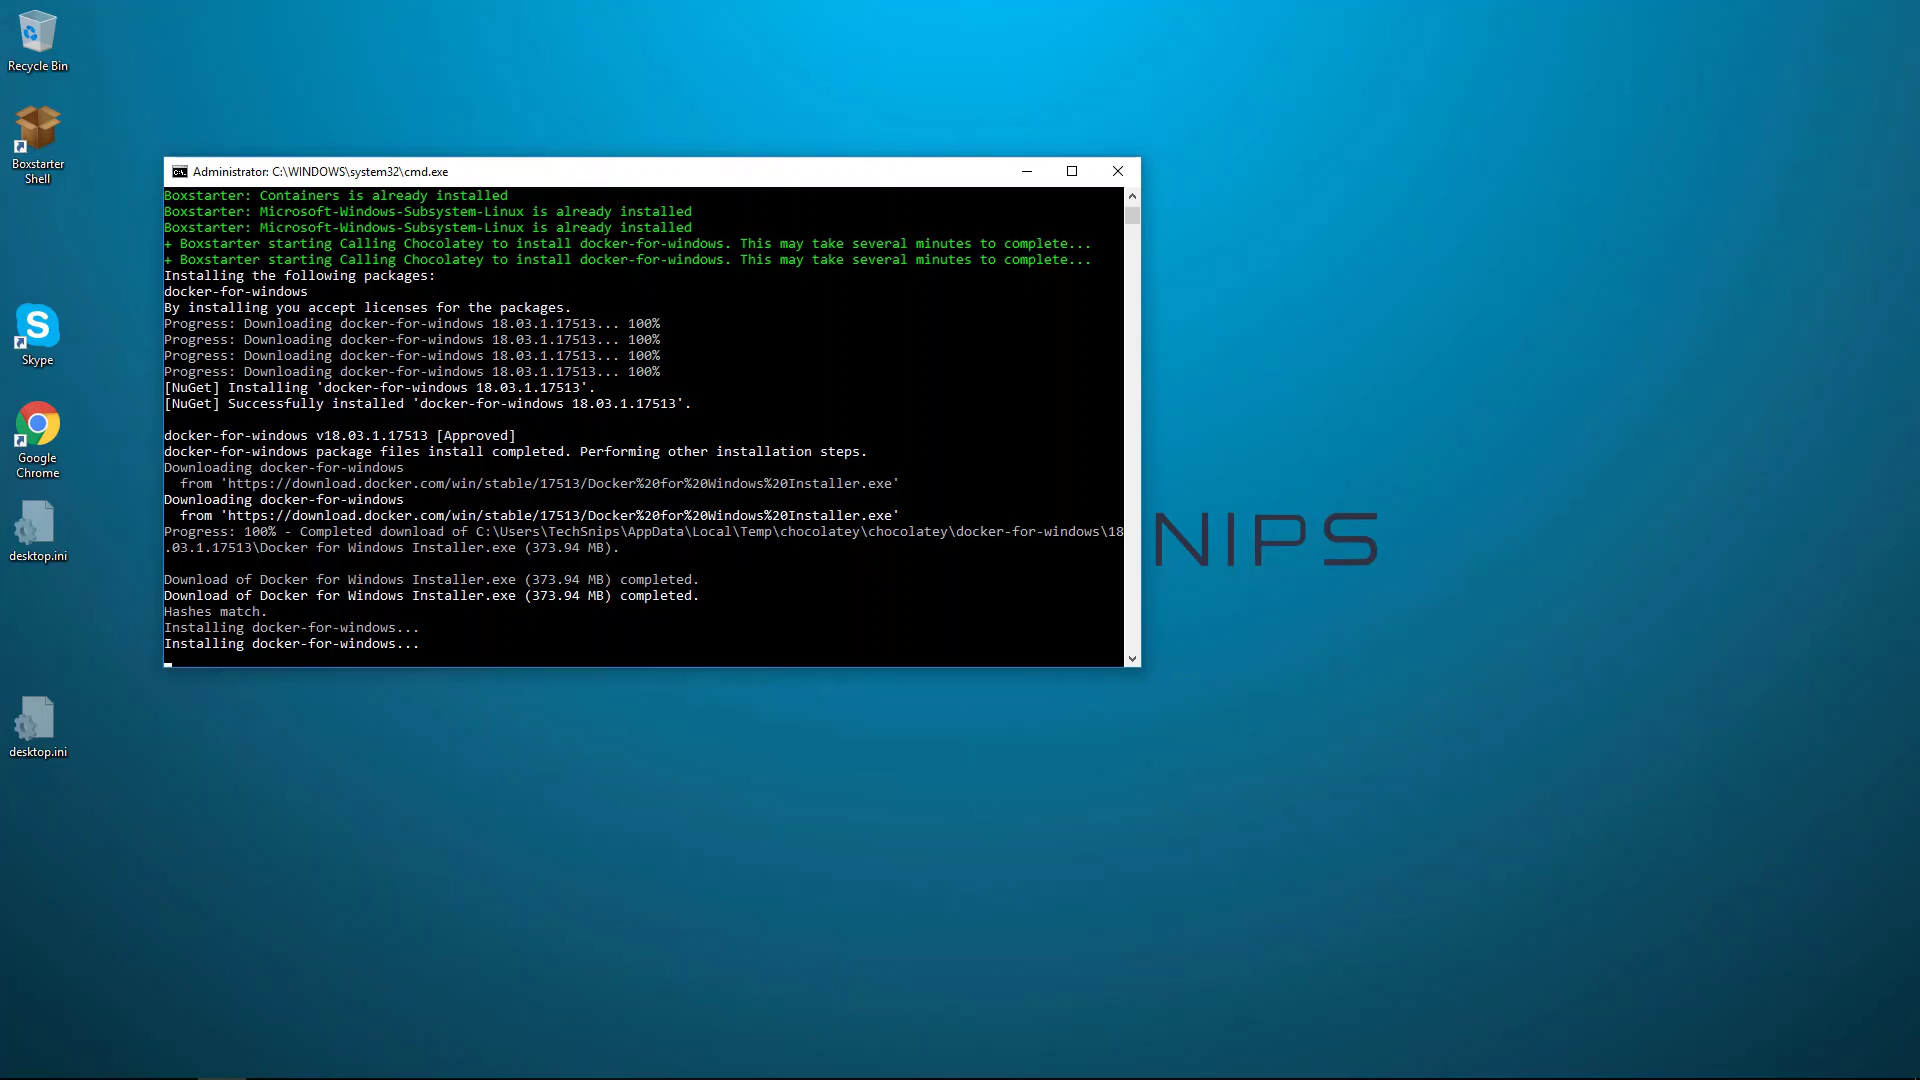 Recycle Bin
Boxstarter
Shell
Skype
Google
Chrome
desktop.ini
desktop.ini
Administrator: C:\WINDOWS\system32\cmd.exe
Boxstarter: Containers is already installed
Boxstarter: Microsoft-Windows-Subsystem-Linux is already installed
Boxstarter: Microsoft-Windows-Subsystem-Linux is already installed
+ Boxstarter starting Calling Chocolatey to install docker-for-windows. This may take several minutes to complete...
+ Boxstarter starting Calling Chocolatey to install docker-for-windows. This may take several minutes to complete...
Installing the following packages:
docker-for-windows
By installing you accept licenses for the packages.
Progress: Downloading docker-for-windows 18.03.1.17513... 100%
Progress: Downloading docker-for-windows 18.03.1.17513... 100%
Progress: Downloading docker-for-windows 18.03.1.17513... 100%
Progress: Downloading docker-for-windows 18.03.1.17513... 100%
[NuGet] Installing 'docker-for-windows 18.03.1.17513'.
[NuGet] Successfully installed 'docker-for-windows 18.03.1.17513'.
docker-for-windows v18.03.1.17513 [Approved]
docker-for-windows package files install completed. Performing other installation steps.
Downloading docker-for-windows
from 'https://download.docker.com/win/stable/17513/Docker%20for%20Windows%20Installer.exe'
Downloading docker-for-windows
from 'https://download.docker.com/win/stable/17513/Docker%20for%20Windows%20Installer.exe'
Progress: 100% - Completed download of C:\Users\TechSnips\AppData\Local\Temp\chocolatey\chocolatey\docker-for-windows\18
.03.1.17513\Docker for Windows Installer.exe (373.94 MB).
Download of Docker for Windows Installer.exe (373.94 MB) completed.
Download of Docker for Windows Installer.exe (373.94 MB) completed.
Hashes match.
Installing docker-for-windows...
Installing docker-for-windows...
NIPS